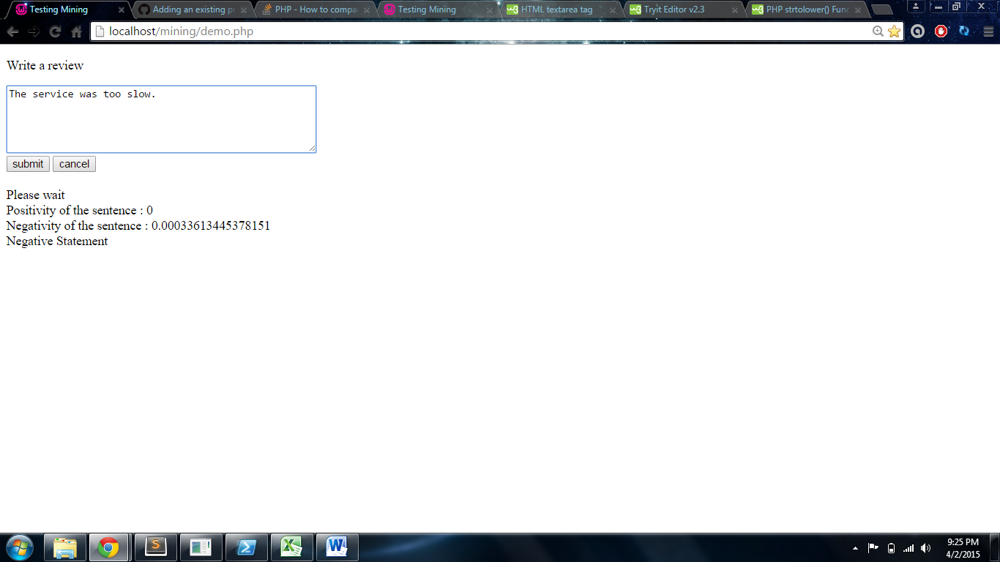 Testing Mining
Adding an existing pr
PHP - How to compa
Testing Mining
HTML textarea tag
Tryit Editor v2.3
PHP strtolower() Func
localhost/mining/demo.php
Write a review
The service was too slow.
submit cancel
Please wait
Positivity of the sentence : 0
Negativity of the sentence : 0.00033613445378151
Negative Statement
9:25 PM
4/2/2015